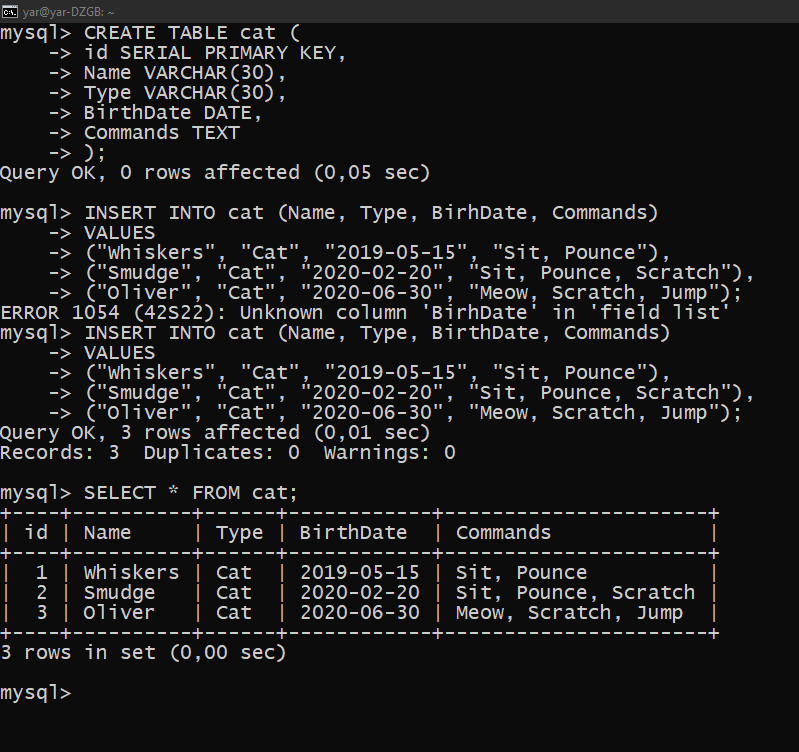 yar@yar-DZGB: ~
mysql> CREATE TABLE cat (
    -> id SERIAL PRIMARY KEY,
    -> Name VARCHAR(30),
    -> Type VARCHAR(30),
    -> BirthDate DATE,
    -> Commands TEXT
    -> );
Query OK, 0 rows affected (0,05 sec)

mysql> INSERT INTO cat (Name, Type, BirhDate, Commands)
    -> VALUES
    -> ("Whiskers", "Cat", "2019-05-15", "Sit, Pounce"),
    -> ("Smudge", "Cat", "2020-02-20", "Sit, Pounce, Scratch"),
    -> ("Oliver", "Cat", "2020-06-30", "Meow, Scratch, Jump");
ERROR 1054 (42S22): Unknown column 'BirhDate' in 'field list'
mysql> INSERT INTO cat (Name, Type, BirthDate, Commands)
    -> VALUES
    -> ("Whiskers", "Cat", "2019-05-15", "Sit, Pounce"),
    -> ("Smudge", "Cat", "2020-02-20", "Sit, Pounce, Scratch"),
    -> ("Oliver", "Cat", "2020-06-30", "Meow, Scratch, Jump");
Query OK, 3 rows affected (0,01 sec)
Records: 3  Duplicates: 0  Warnings: 0

mysql> SELECT * FROM cat;
+----+----------+------+------------+----------------------+
| id | Name     | Type | BirthDate  | Commands             |
+----+----------+------+------------+----------------------+
|  1 | Whiskers | Cat  | 2019-05-15 | Sit, Pounce          |
|  2 | Smudge   | Cat  | 2020-02-20 | Sit, Pounce, Scratch |
|  3 | Oliver   | Cat  | 2020-06-30 | Meow, Scratch, Jump  |
+----+----------+------+------------+----------------------+
3 rows in set (0,00 sec)

mysql>